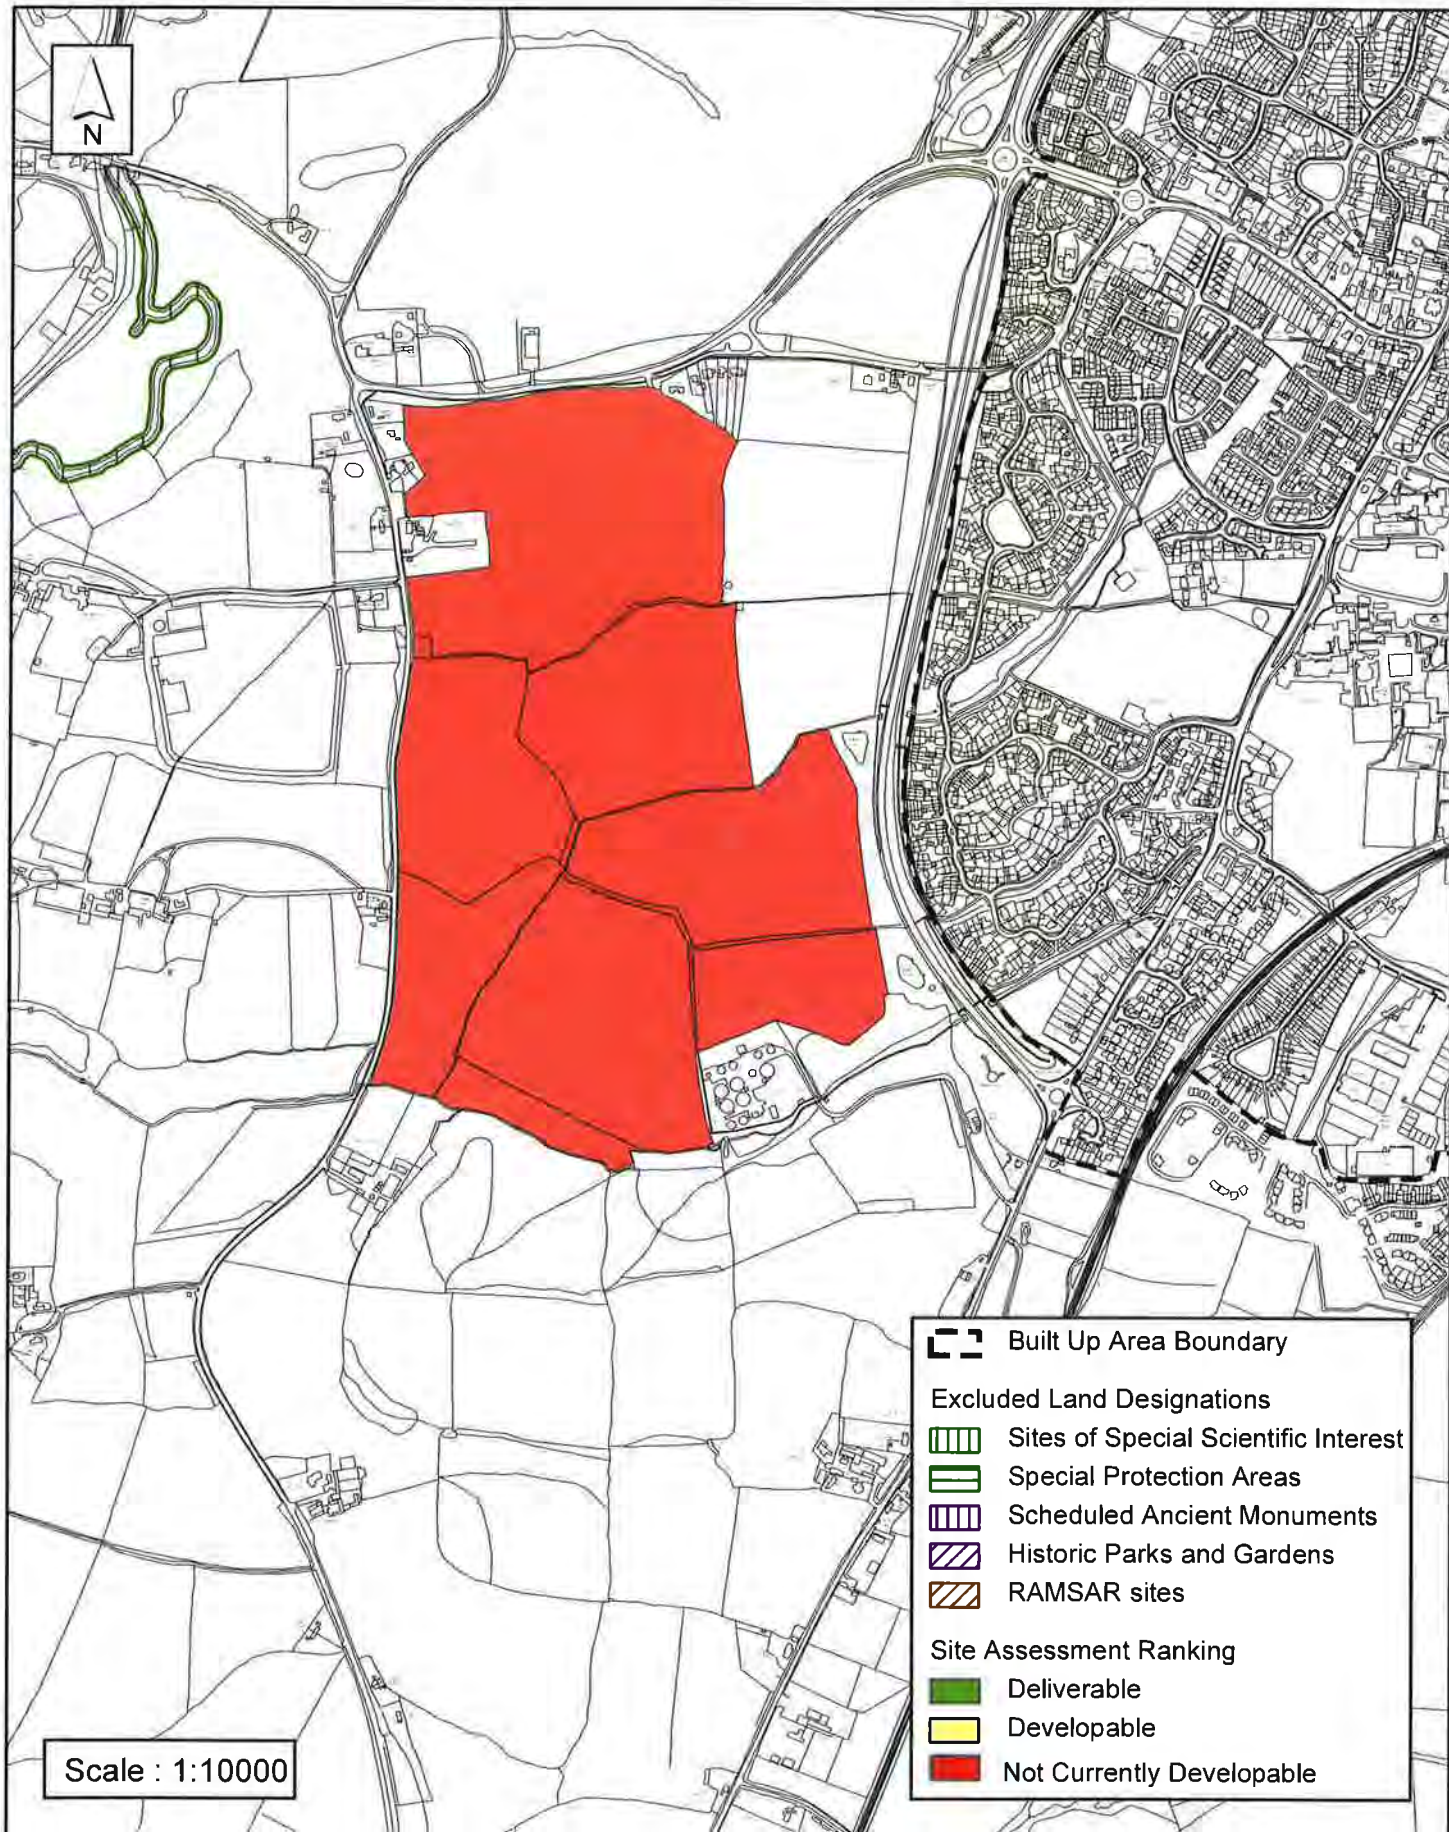 N
Built Up Area Boundary
Excluded Land Designations
Sites of Special Scientific Interest
Special Protection Areas
Scheduled Ancient Monuments
Historic Parks and Gardens
RAMSAR sites
Site Assessment Ranking
Deliverable
Developable
Not Currently Developable
Scale : 1:10000